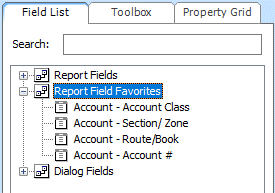 Field List Toolbox Property Grid
Search:
Report Fields
Report Field Favorites
Account - Account Class
Account - Section/ Zone
Account - Route/Book
Account - Account #
Dialog Fields